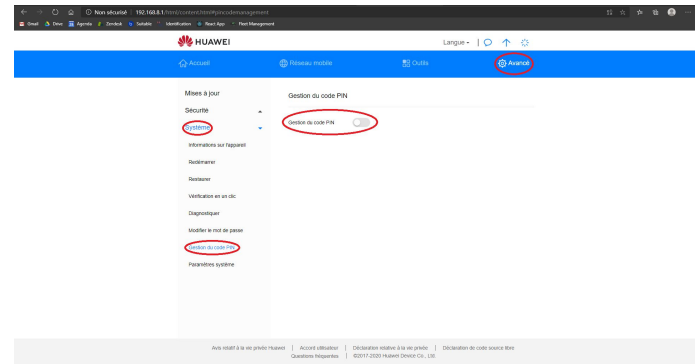 Non sécurisé | 192.168.8.1/html/content.html#pincodemanagement
Gmail Drive Agenda Zendesk Suitable Identification React App Fleet Management
HUAWEI
Langue
Accueil Réseau mobile Outils Avancé
Mises à jour
Sécurité
Système
Informations sur l'appareil
Redémarrer
Restaurer
Vérification en un clic
Diagnostiquer
Modifier le mot de passe
Gestion du code PIN
Paramètres système
Gestion du code PIN
Gestion du code PIN
Avis relatif à la vie privée Huawei | Accord utilisateur | Déclaration relative à la vie privée | Déclaration de code source libre
Questions fréquentes | ©2017-2020 Huawei Device Co., Ltd.